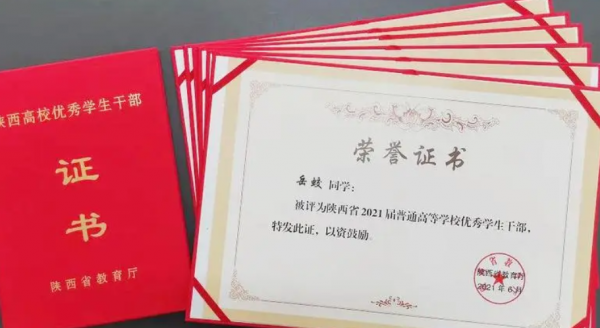 陕西高校优秀学生干部
证
书
陕西省教育厅
荣誉证书
岳蛟 同学：
被评为陕西省2021届普通高等学校优秀学生干部，
特发此证，以资鼓励。
陕西省教育厅
2021年6月